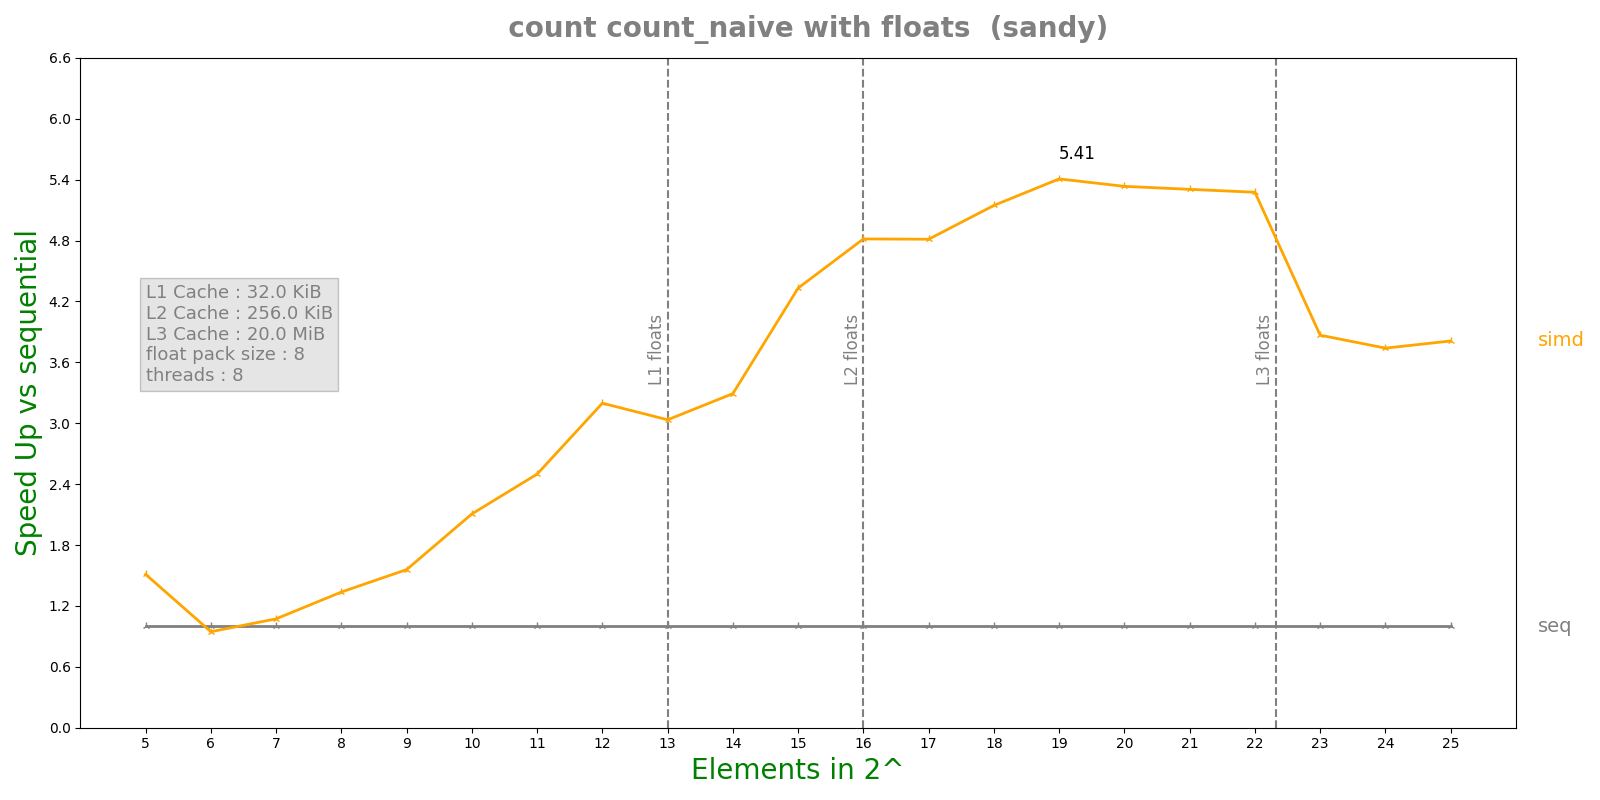 count count_naive with floats  (sandy)
Speed Up vs sequential
6.6
6.0
5.4
4.8
4.2
3.6
3.0
2.4
1.8
1.2
0.6
0.0
5.41
L1 Cache : 32.0 KiB
L2 Cache : 256.0 KiB
L3 Cache : 20.0 MiB
float pack size : 8
threads : 8
L1 floats
L2 floats
L3 floats
simd
seq
5 6 7 8 9 10 11 12 13 14 15 16 17 18 19 20 21 22 23 24 25
Elements in 2^